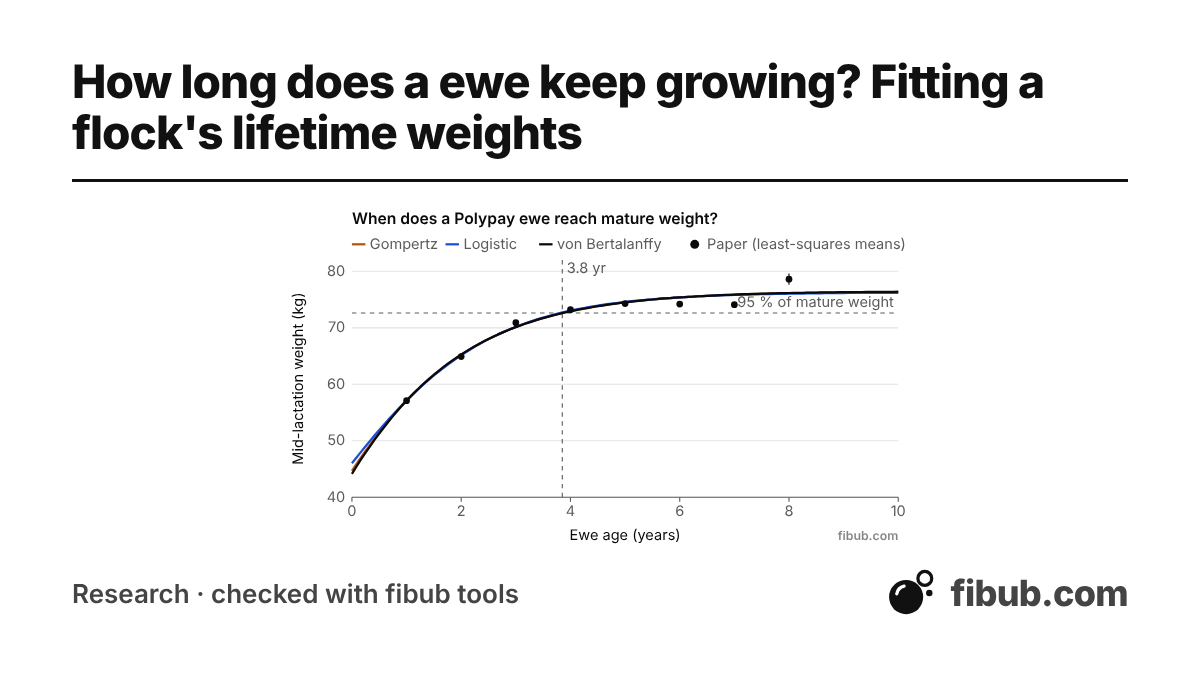 How long does a ewe keep growing? Fitting a
flock's lifetime weights
When does a Polypay ewe reach mature weight?
Gompertz Logistic von Bertalanffy Paper (least-squares means)
3.8 yr
95 % of mature weight
Mid-lactation weight (kg)
80
70
60
50
40
0 2 4 6 8 10
Ewe age (years)
fibub.com
Research · checked with fibub tools
fibub.com